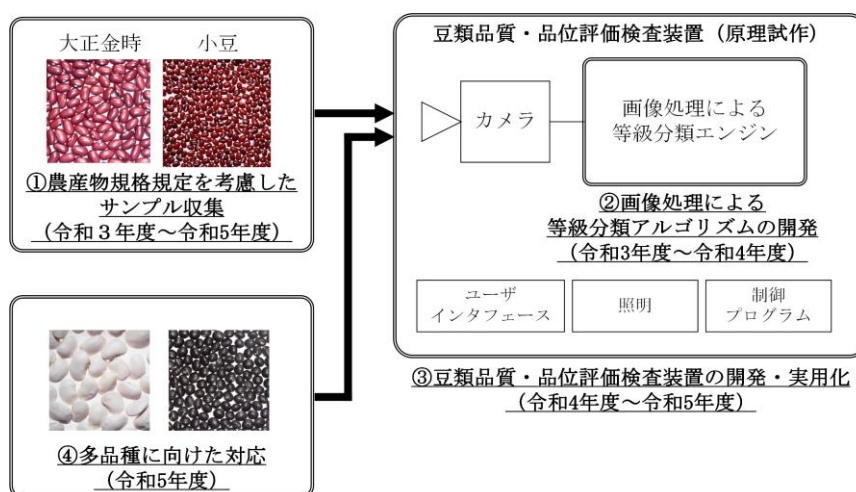 大正金時
小豆
①農産物規格規定を考慮した
サンプル収集
(令和３年度～令和5年度)
④多品種に向けた対応
(令和5年度)
豆類品質・品位評価検査装置（原理試作）
カメラ
画像処理による
等級分類エンジン
②画像処理による
等級分類アルゴリズムの開発
(令和3年度～令和4年度)
ユーザ
インタフェース
照明
制御
プログラム
③豆類品質・品位評価検査装置の開発・実用化
(令和4年度～令和5年度)